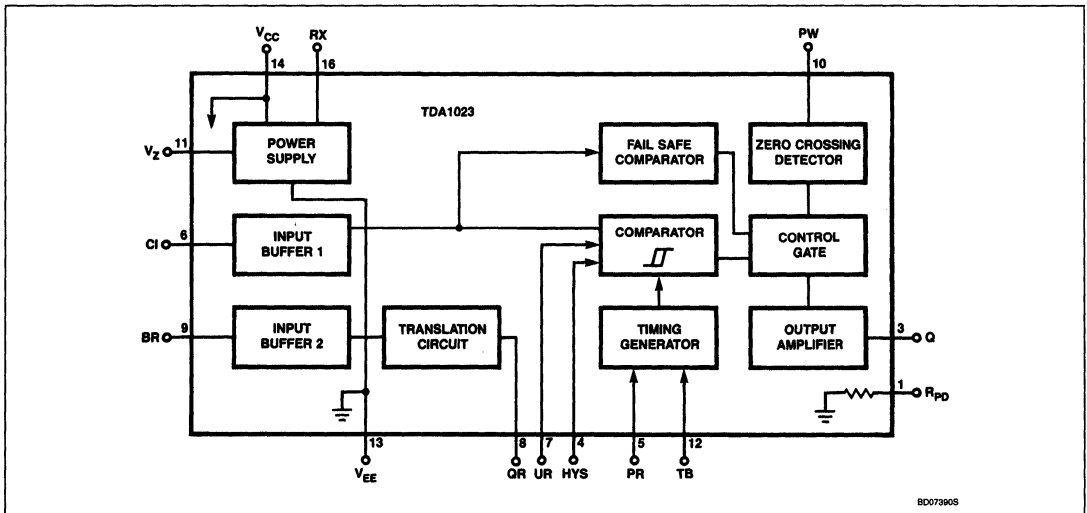 V_CC RX PW
14 16 10
TDA1023
V_Z 11
POWER
SUPPLY
FAIL SAFE
COMPARATOR
ZERO CROSSING
DETECTOR
CI 6
INPUT
BUFFER 1
COMPARATOR
CONTROL
GATE
BR 9
INPUT
BUFFER 2
TRANSLATION
CIRCUIT
TIMING
GENERATOR
OUTPUT
AMPLIFIER
3 Q
1 R_PD
13 8 7 4 5 12
V_EE QR UR HYS PR TB
BD07390S